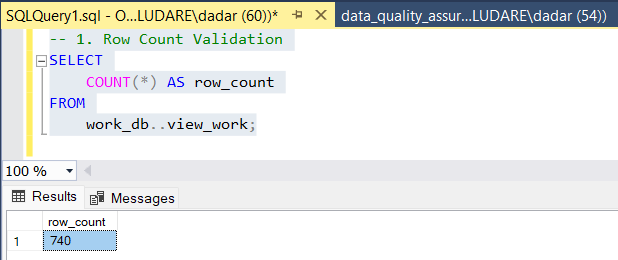 SQLQuery1.sql - O...LUDARE\dadar (60))* data_quality_assur...LUDARE\dadar (54))
-- 1. Row Count Validation
SELECT
COUNT(*) AS row_count
FROM
work_db..view_work;
100 %
Results Messages
row_count
1 740